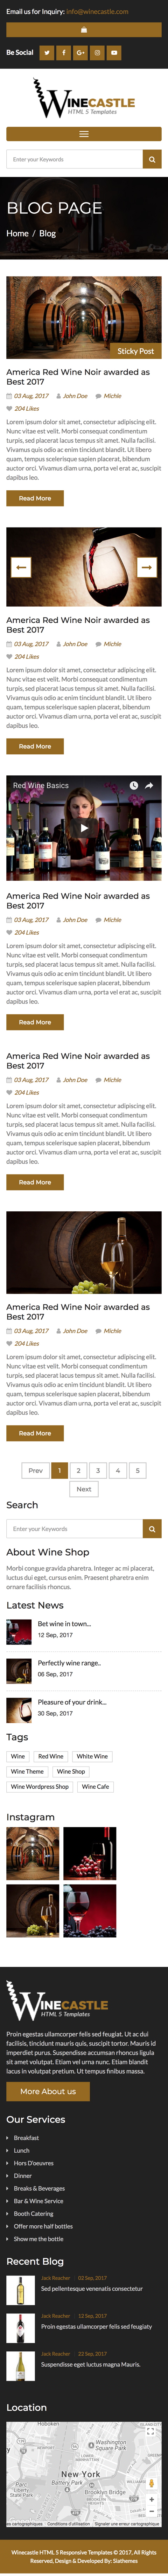 Email us for Inquiry: info@winecastle.com
Be Social
WINECASTLE
HTML 5 Templates
Enter your Keywords
BLOG PAGE
Home / Blog
Sticky Post
America Red Wine Noir awarded as
Best 2017
03 Aug, 2017 John Doe Michle
204 Likes
Lorem ipsum dolor sit amet, consectetur adipiscing elit.
Nunc vitae est velit. Morbi consectetur condimentum
turpis, sed placerat lacus tempus sit amet. Nulla facilisi.
Vivamus quis odio ac enim tincidunt blandit. Ut libero
quam, tempus scelerisque sapien placerat, bibendum
auctor orci. Vivamus diam urna, porta vel erat ac, suscipit
dapibus leo.
Read More
America Red Wine Noir awarded as
Best 2017
03 Aug, 2017 John Doe Michle
204 Likes
Lorem ipsum dolor sit amet, consectetur adipiscing elit.
Nunc vitae est velit. Morbi consectetur condimentum
turpis, sed placerat lacus tempus sit amet. Nulla facilisi.
Vivamus quis odio ac enim tincidunt blandit. Ut libero
quam, tempus scelerisque sapien placerat, bibendum
auctor orci. Vivamus diam urna, porta vel erat ac, suscipit
dapibus leo.
Read More
Red Wine Basics
America Red Wine Noir awarded as
Best 2017
03 Aug, 2017 John Doe Michle
204 Likes
Lorem ipsum dolor sit amet, consectetur adipiscing elit.
Nunc vitae est velit. Morbi consectetur condimentum
turpis, sed placerat lacus tempus sit amet. Nulla facilisi.
Vivamus quis odio ac enim tincidunt blandit. Ut libero
quam, tempus scelerisque sapien placerat, bibendum
auctor orci. Vivamus diam urna, porta vel erat ac, suscipit
dapibus leo.
Read More
America Red Wine Noir awarded as
Best 2017
03 Aug, 2017 John Doe Michle
204 Likes
Lorem ipsum dolor sit amet, consectetur adipiscing elit.
Nunc vitae est velit. Morbi consectetur condimentum
turpis, sed placerat lacus tempus sit amet. Nulla facilisi.
Vivamus quis odio ac enim tincidunt blandit. Ut libero
quam, tempus scelerisque sapien placerat, bibendum
auctor orci. Vivamus diam urna, porta vel erat ac, suscipit
dapibus leo.
Read More
America Red Wine Noir awarded as
Best 2017
03 Aug, 2017 John Doe Michle
204 Likes
Lorem ipsum dolor sit amet, consectetur adipiscing elit.
Nunc vitae est velit. Morbi consectetur condimentum
turpis, sed placerat lacus tempus sit amet. Nulla facilisi.
Vivamus quis odio ac enim tincidunt blandit. Ut libero
quam, tempus scelerisque sapien placerat, bibendum
auctor orci. Vivamus diam urna, porta vel erat ac, suscipit
dapibus leo.
Read More
Prev 1 2 3 4 5
Next
Search
Enter your Keywords
About Wine Shop
Morbi congue gravida pharetra. Integer ac mi placerat,
luctus dui eget, cursus enim. Praesent pharetra enim
posuere facilisis rhoncus.
Latest News
Bet wine in town...
12 Sep, 2017
Perfectly wine range..
06 Sep, 2017
Pleasure of your drink...
30 Sep, 2017
Tags
Wine Red Wine White Wine
Wine Theme Wine Shop
Wine Wordpress Shop Wine Cafe
Instagram
WINECASTLE
HTML 5 Templates
Proin egestas ullamcorper felis sed feugiat. Ut ac dui
facilisis, tincidunt mauris quis, suscipit tortor. Mauris id
imperdiet purus. Suspendisse accumsan rhoncus ligula
sit amet volutpat. Etiam vel urna nunc. Etiam blandit
lacus in volutpat pretium. Ut tempus finibus massa.
More About us
Our Services
Breakfast
Lunch
Hors D'oeuvres
Dinner
Breaks & Beverages
Bar & Wine Service
Booth Catering
Offer more half bottles
Show me the bottle
Recent Blog
Jack Reacher 02 Sep, 2017
Sed pellentesque venenatis consectetur
Jack Reacher 12 Sep, 2017
Proin egestas ullamcorper felis sed feugiaty
Jack Reacher 22 Sep, 2017
Suspendisse eget luctus magna Mauris.
Location
Hoboken
Washington
Square Park
New York
Battery Park
Brooklyn Bridge
Conditions d'utilisation Signaler une erreur cartographique
Winecastle HTML 5 Responsive Templates © 2017, All Rights
Reserved, Design & Developed By: Slathemes